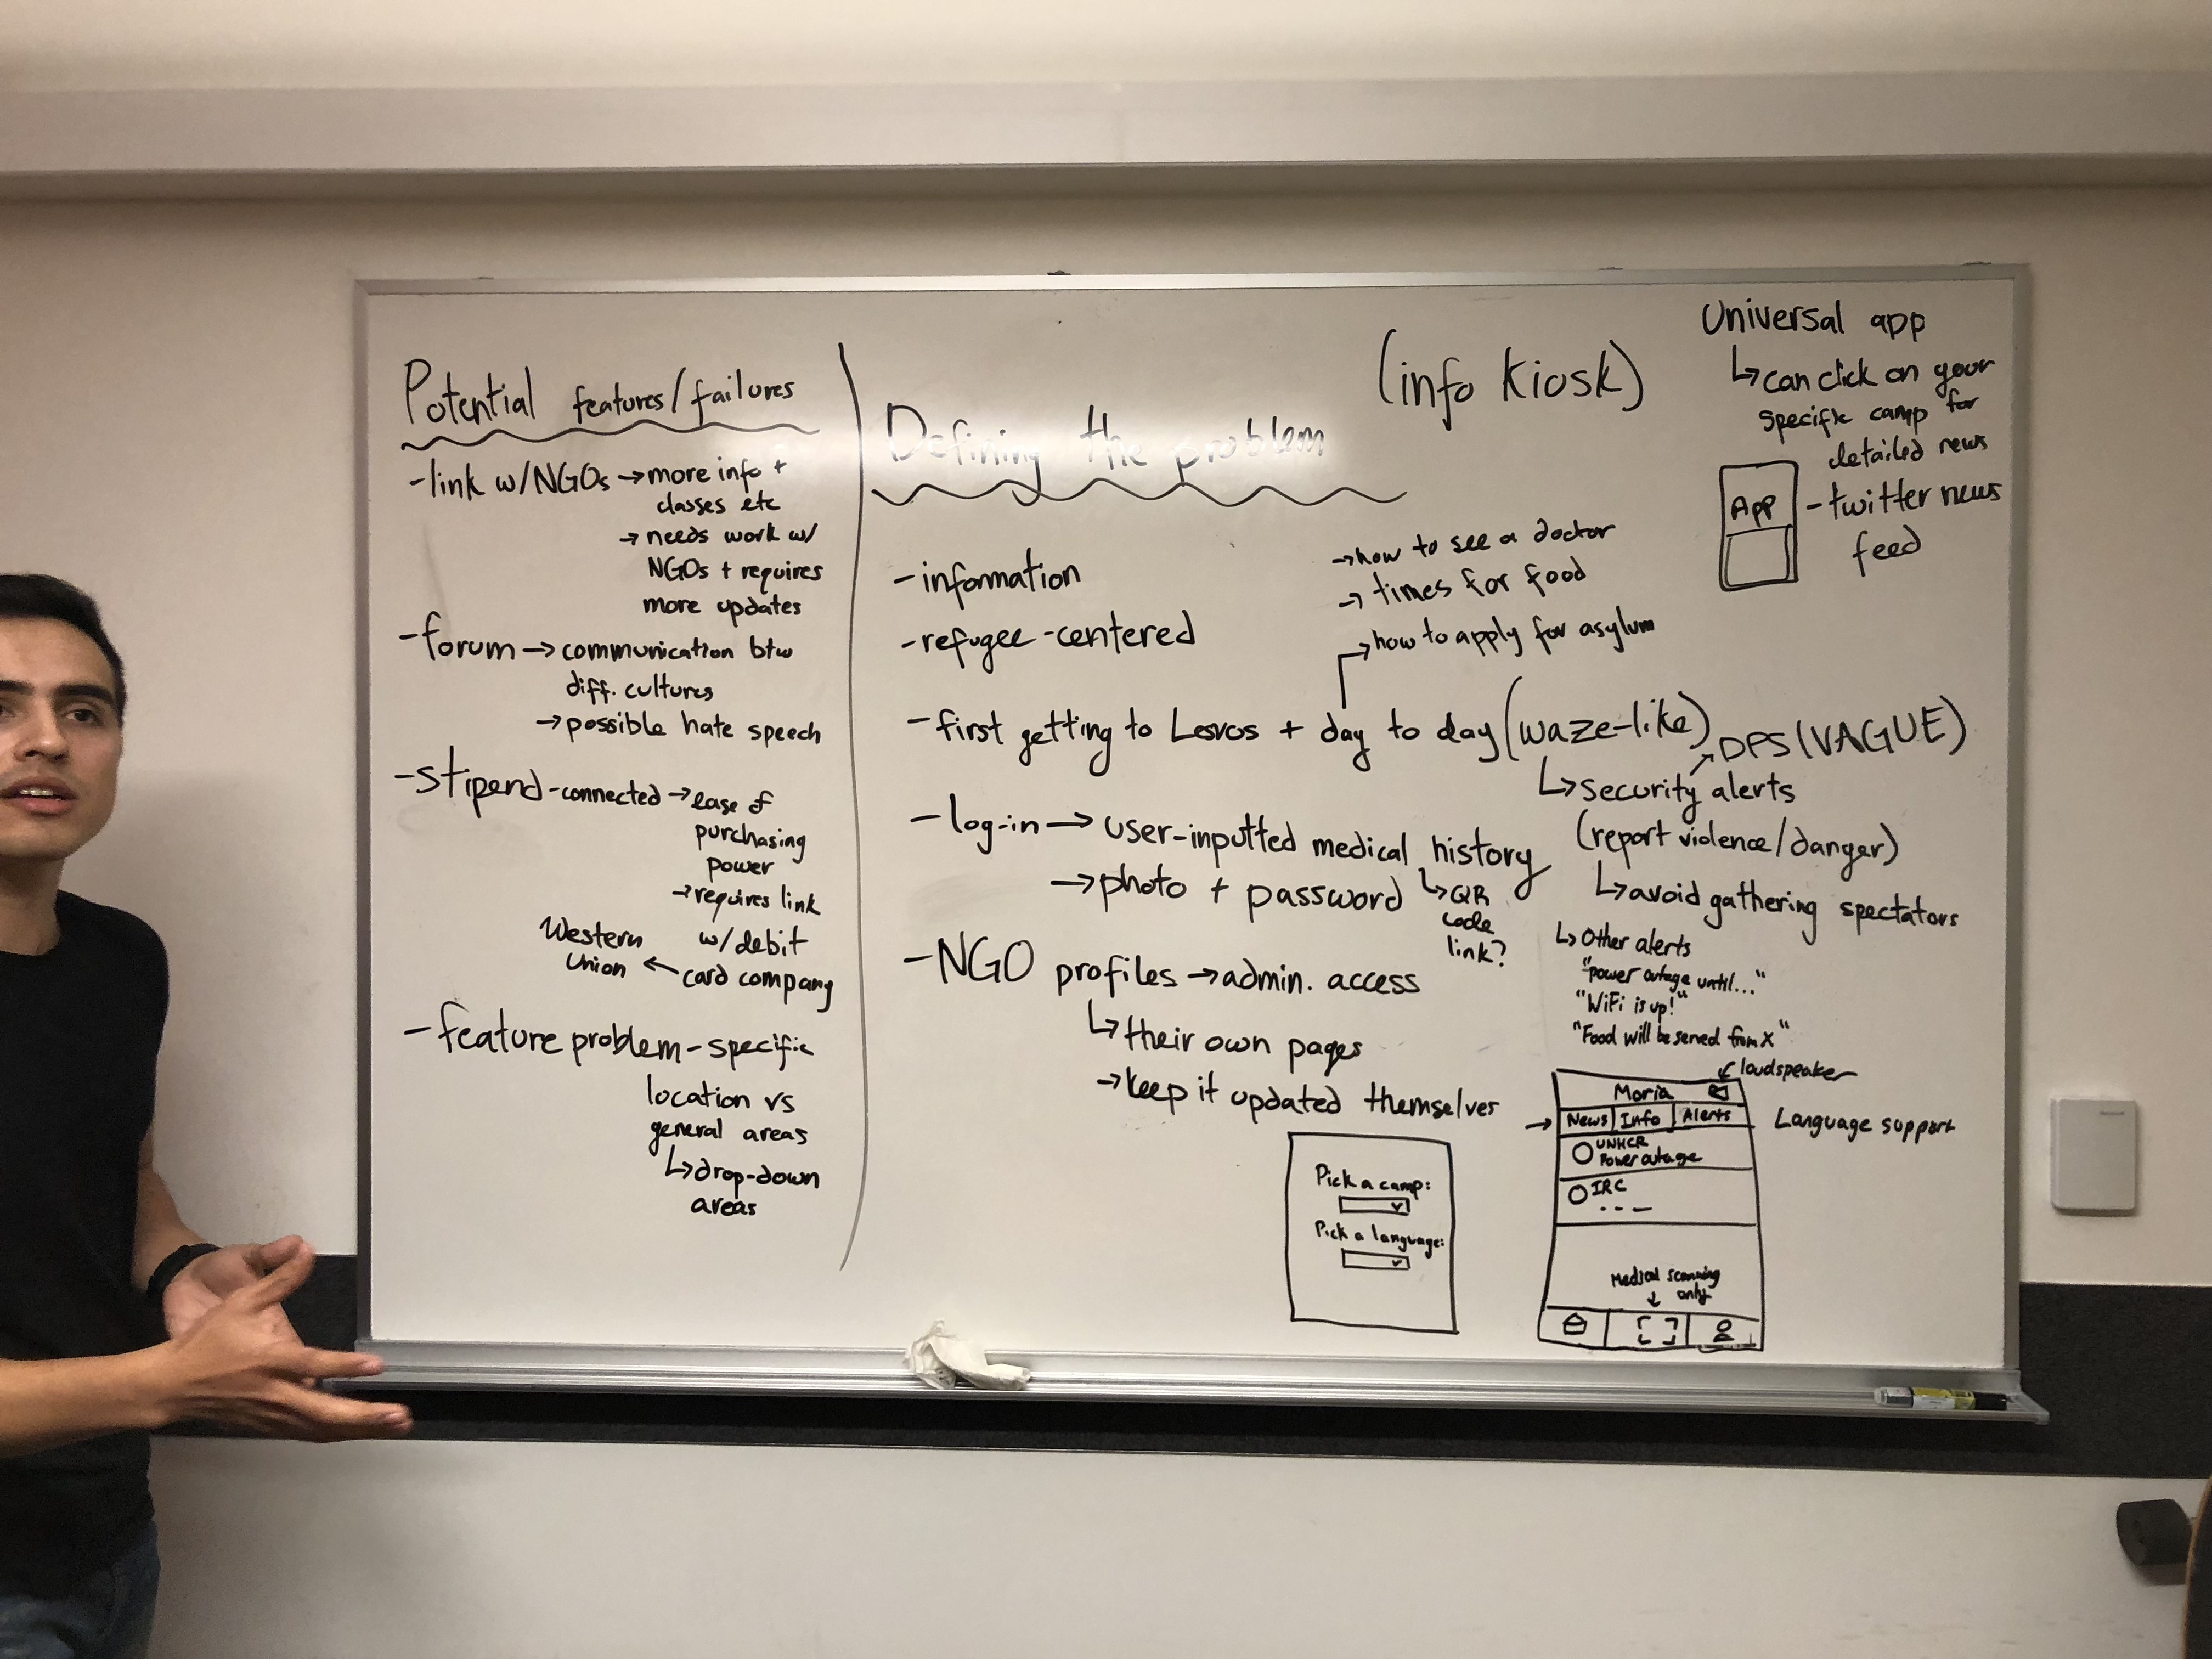 Potential features/failures
-link w/NGOs → more info +
classes etc
→ needs work w/
NGOs + requires
more updates
-forum → communication btw
diff. cultures
→ possible hate speech
-stipend-connected → ease of
purchasing
power
→ requires link
w/debit
card company
← Western
Union
-feature problem-specific
location vs
general areas
↳ drop-down
areas
(info kiosk)
Defining the problem
-information
-refugee-centered
→ how to see a doctor
→ times for food
→ how to apply for asylum
-first getting to Lesvos + day to day (waze-like)
↳ security alerts
↗ DPS (VAGUE)
(report violence/danger)
↳ avoid gathering spectators
↳ Other alerts
"power outage until..."
"WiFi is up!"
"Food will be served from X"
-log-in → user-inputted medical history
↳ QR
code
link?
→ photo + password
-NGO profiles → admin. access
↳ their own pages
→ keep it updated themselves
Universal app
↳ can click on your
specific camp for
detailed news
App
-twitter news
feed
Pick a camp:
Pick a language:
loudspeaker
Moria
News Info Alerts
UNHCR
Power outage
IRC
Medical scanning
only
Language support